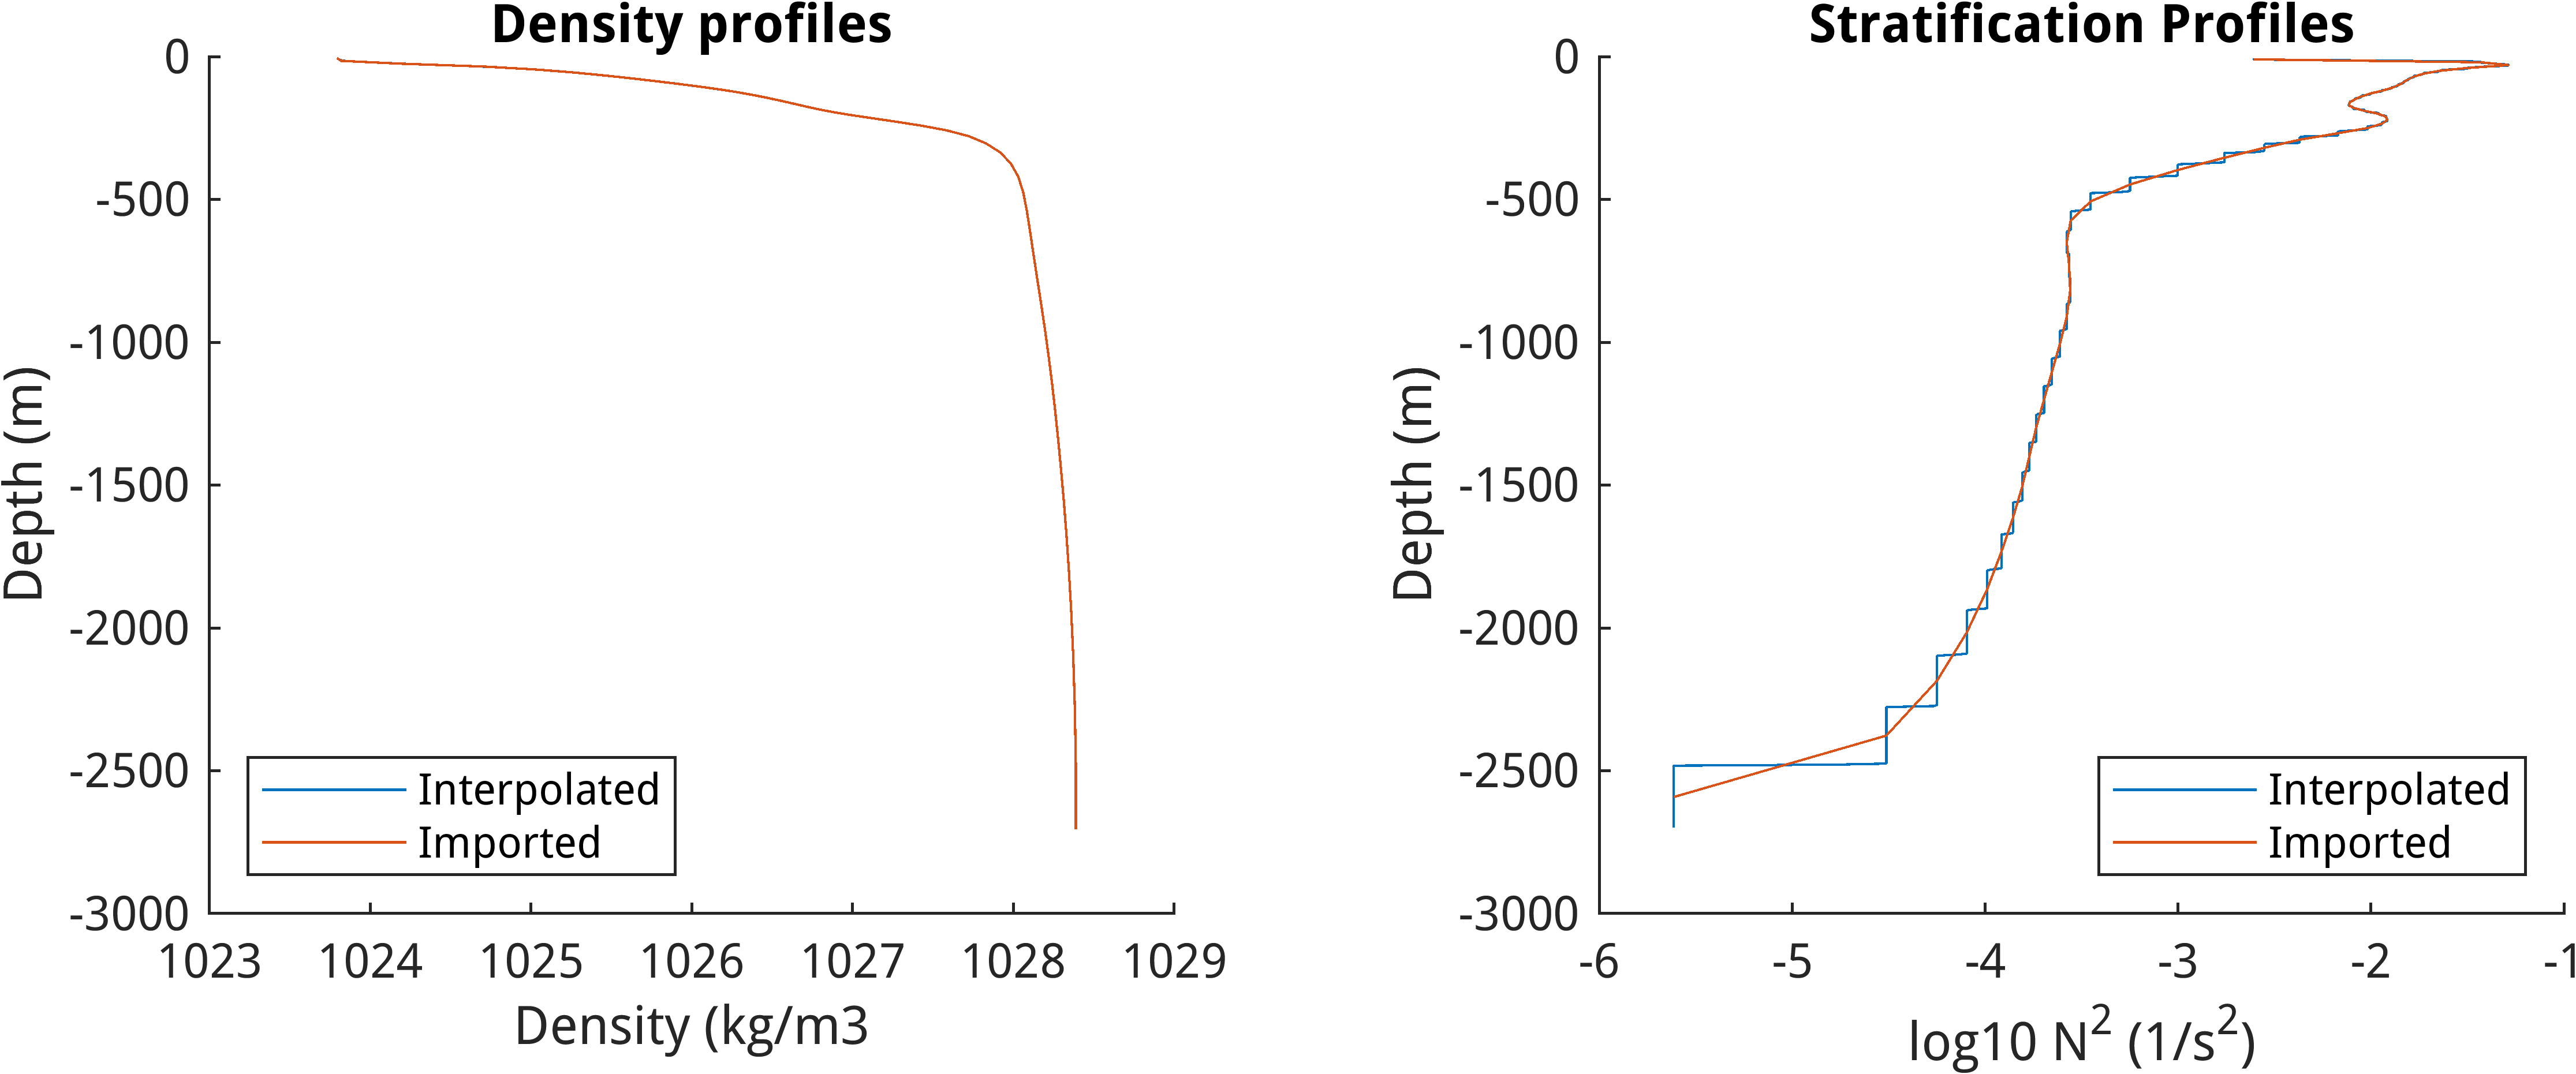 Density profiles
0
-500
-1000
-1500
-2000
-2500
-3000
Depth (m)
1023 1024 1025 1026 1027 1028 1029
Density (kg/m3
Interpolated
Imported
Stratification Profiles
0
-500
-1000
-1500
-2000
-2500
-3000
Depth (m)
-6 -5 -4 -3 -2 -1
log10 N² (1/s²)
Interpolated
Imported